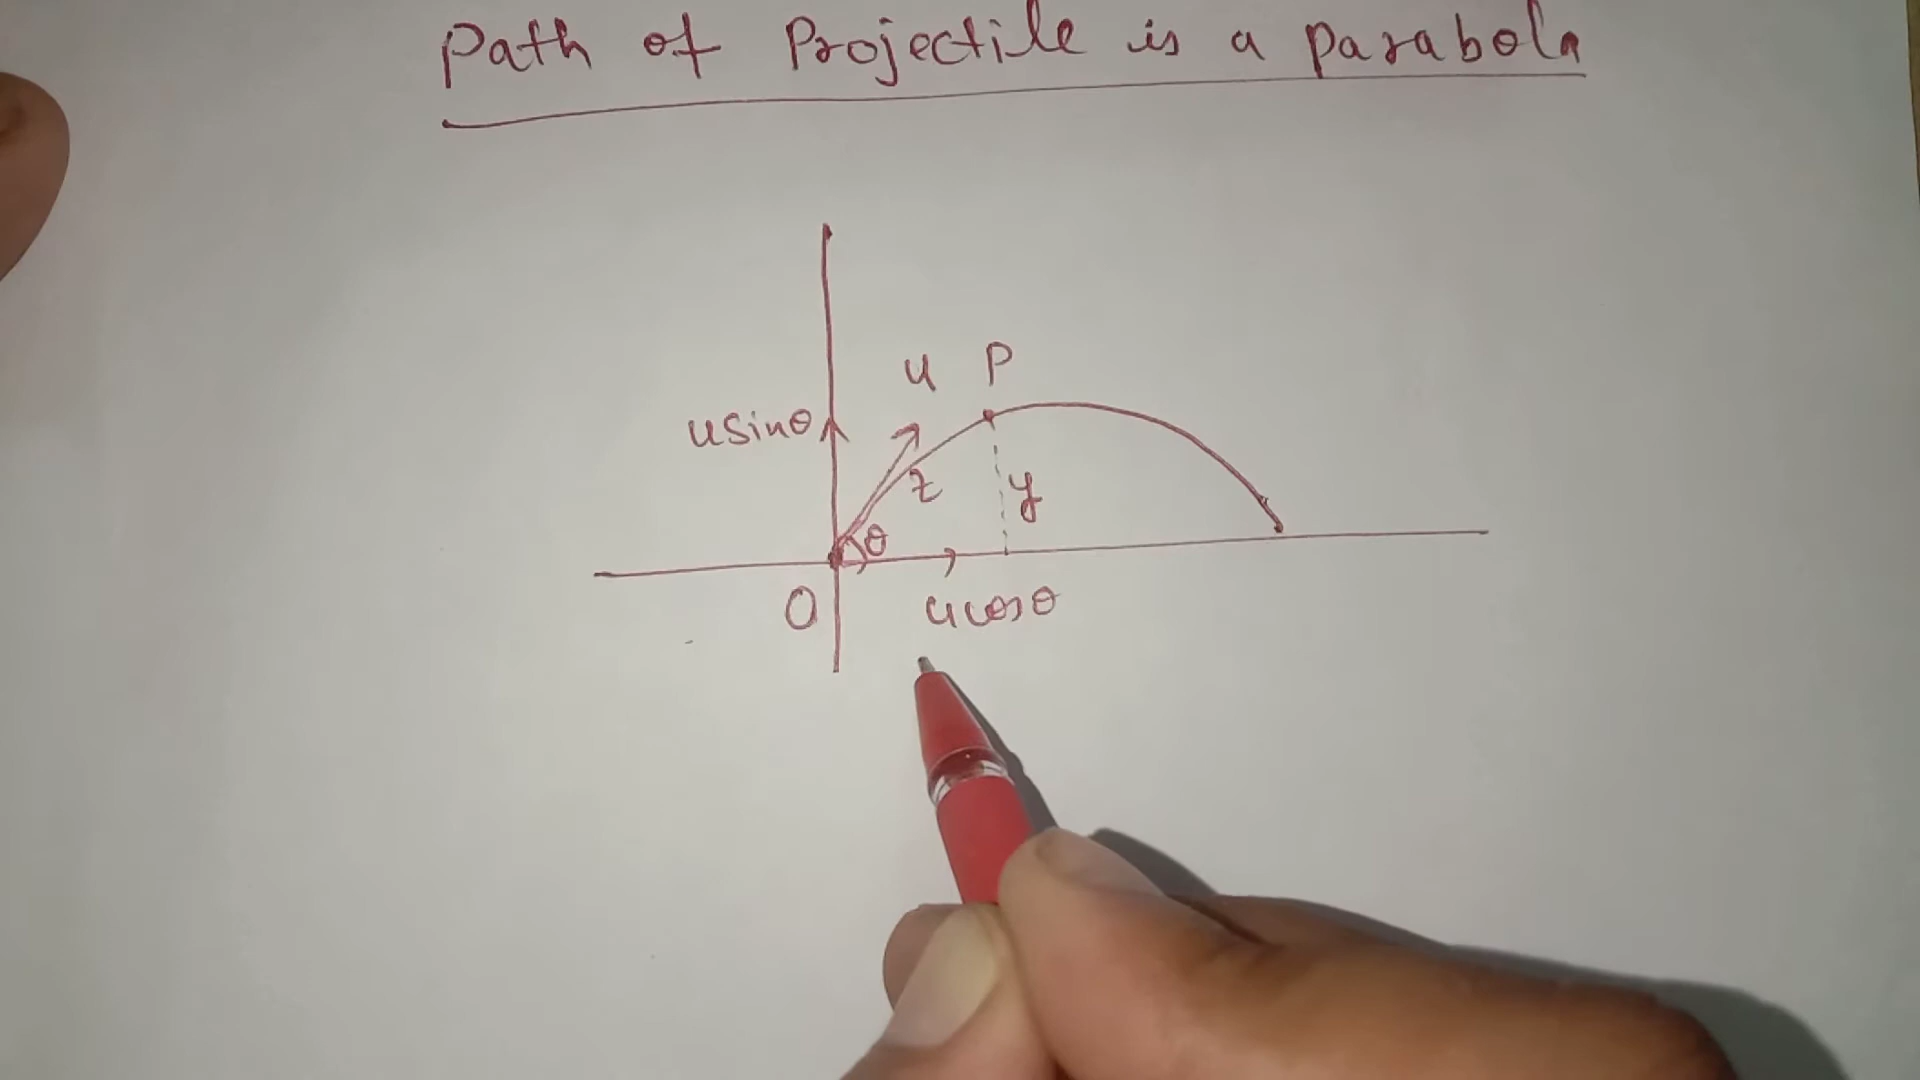 Path of Projectile is a parabola
u P
usinθ
z y
θ
O ucosθ